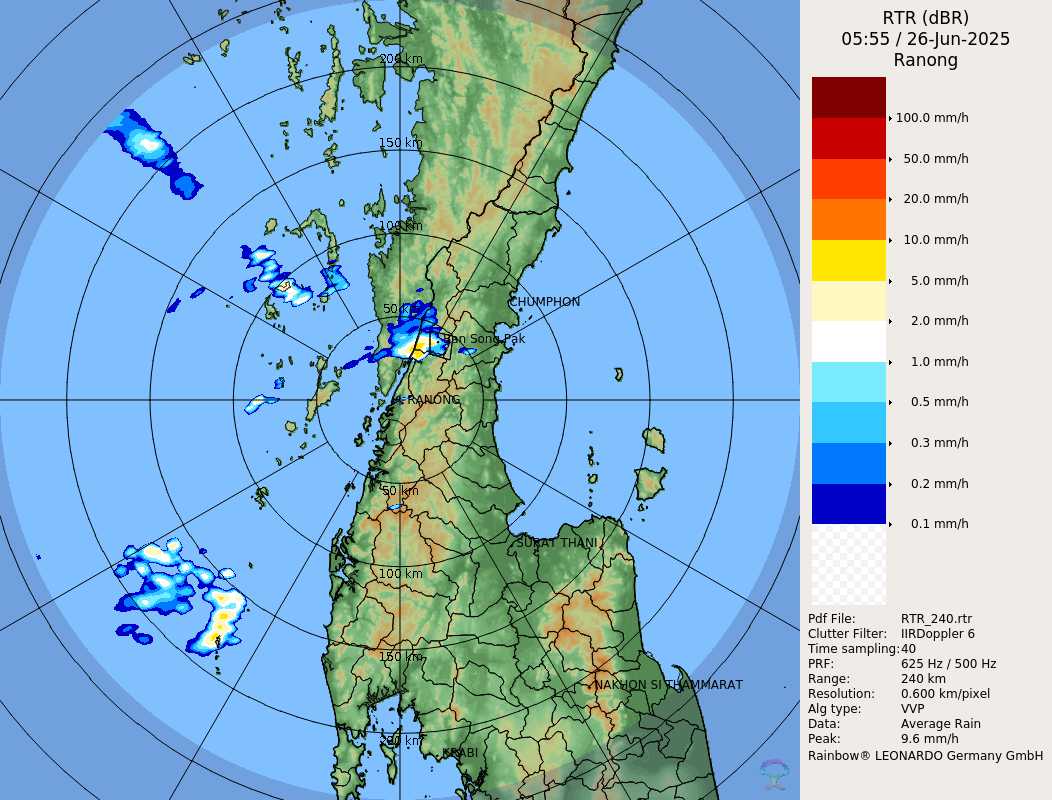 RTR (dBR)
05:55 / 26-Jun-2025
Ranong
100.0 mm/h
50.0 mm/h
20.0 mm/h
10.0 mm/h
5.0 mm/h
2.0 mm/h
1.0 mm/h
0.5 mm/h
0.3 mm/h
0.2 mm/h
0.1 mm/h
Pdf File: RTR_240.rtr
Clutter Filter: IIRDoppler 6
Time sampling:40
PRF: 625 Hz / 500 Hz
Range: 240 km
Resolution: 0.600 km/pixel
Alg type: VVP
Data: Average Rain
Peak: 9.6 mm/h
Rainbow® LEONARDO Germany GmbH
200 km
150 km
100 km
50 km
CHUMPHON
Ban Song Pak
RANONG
50 km
SURAT THANI
100 km
150 km
NAKHON SI THAMMARAT
200 km
KRABI